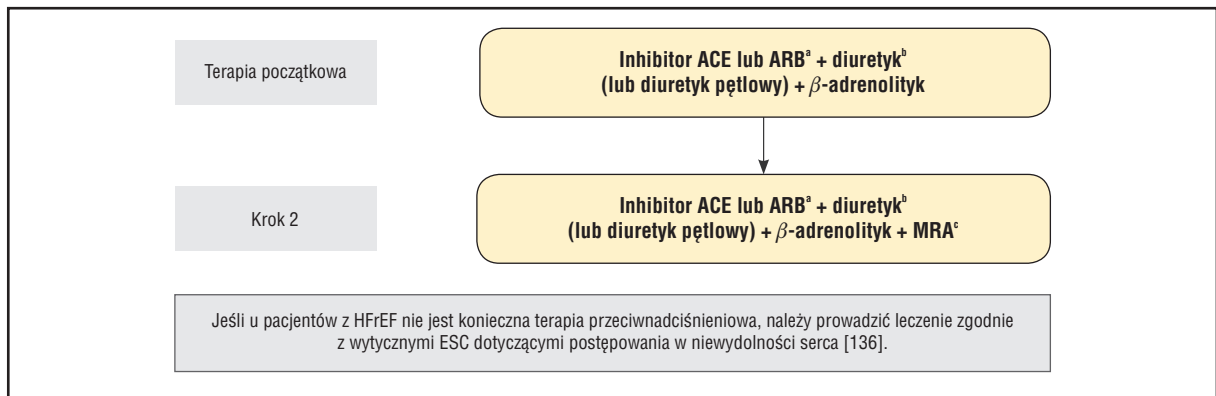 Terapia początkowa
Inhibitor ACE lub ARBᵃ + diuretykᵇ
(lub diuretyk pętlowy) + β-adrenolityk
Krok 2
Inhibitor ACE lub ARBᵃ + diuretykᵇ
(lub diuretyk pętlowy) + β-adrenolityk + MRAᶜ
Jeśli u pacjentów z HFrEF nie jest konieczna terapia przeciwnadciśnieniowa, należy prowadzić leczenie zgodnie
z wytycznymi ESC dotyczącymi postępowania w niewydolności serca [136].